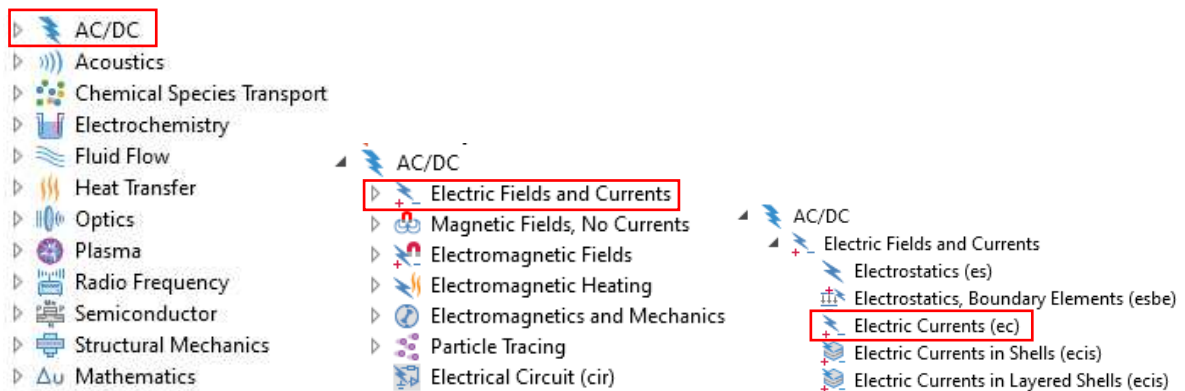 AC/DC
Acoustics
Chemical Species Transport
Electrochemistry
Fluid Flow
Heat Transfer
Optics
Plasma
Radio Frequency
Semiconductor
Structural Mechanics
Δu Mathematics
AC/DC
Electric Fields and Currents
Magnetic Fields, No Currents
Electromagnetic Fields
Electromagnetic Heating
Electromagnetics and Mechanics
Particle Tracing
Electrical Circuit (cir)
AC/DC
Electric Fields and Currents
Electrostatics (es)
Electrostatics, Boundary Elements (esbe)
Electric Currents (ec)
Electric Currents in Shells (ecis)
Electric Currents in Layered Shells (ecis)